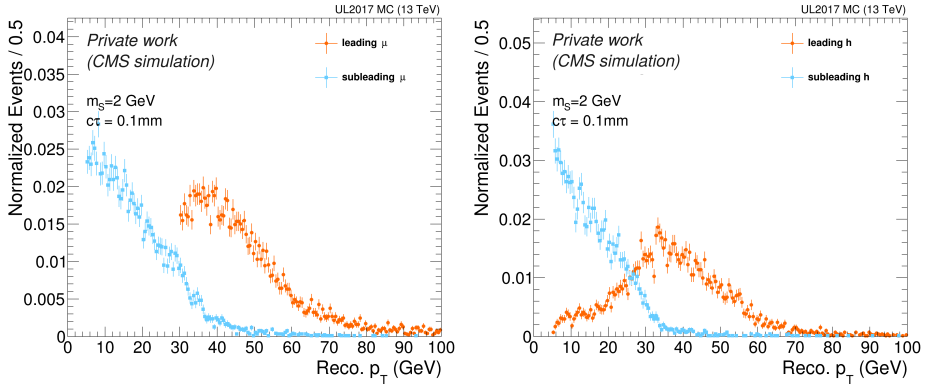 UL2017 MC (13 TeV)
Normalized Events / 0.5
0.04
0.035
0.03
0.025
0.02
0.015
0.01
0.005
0
Private work
(CMS simulation)
leading μ
subleading μ
m_S=2 GeV
cτ = 0.1mm
0 10 20 30 40 50 60 70 80 90 100
Reco. p_T (GeV)
UL2017 MC (13 TeV)
Normalized Events / 0.5
0.05
0.04
0.03
0.02
0.01
0
Private work
(CMS simulation)
leading h
subleading h
m_S=2 GeV
cτ = 0.1mm
0 10 20 30 40 50 60 70 80 90 100
Reco. p_T (GeV)